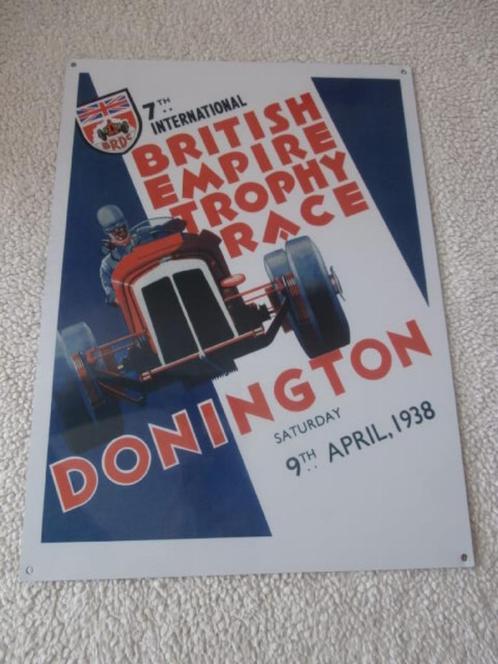 BRDC
7TH
INTERNATIONAL
BRITISH
EMPIRE
TROPHY
RACE
DONINGTON
SATURDAY
9TH APRIL, 1938